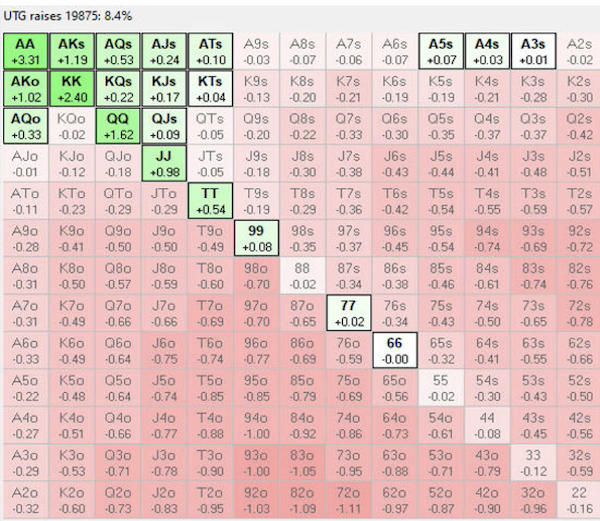 UTG raises 19875: 8.4%
AA AKs AQs AJs ATs A9s A8s A7s A6s A5s A4s A3s A2s
+3.31 +1.19 +0.53 +0.24 +0.10 -0.03 -0.07 -0.06 -0.07 +0.07 +0.03 +0.01 -0.02
AKo KK KQs KJs KTs K9s K8s K7s K6s K5s K4s K3s K2s
+1.02 +2.40 +0.22 +0.17 +0.04 -0.13 -0.20 -0.21 -0.19 -0.19 -0.21 -0.28 -0.30
AQo KQo QQ QJs QTs Q9s Q8s Q7s Q6s Q5s Q4s Q3s Q2s
+0.33 -0.02 +1.62 +0.09 -0.05 -0.20 -0.22 -0.33 -0.30 -0.35 -0.37 -0.37 -0.42
AJo KJo QJo JJ JTs J9s J8s J7s J6s J5s J4s J3s J2s
-0.01 -0.12 -0.18 +0.98 -0.05 -0.18 -0.30 -0.38 -0.43 -0.44 -0.41 -0.48 -0.51
ATo KTo QTo JTo TT T9s T8s T7s T6s T5s T4s T3s T2s
-0.11 -0.23 -0.29 -0.29 +0.54 -0.19 -0.29 -0.36 -0.42 -0.54 -0.55 -0.59 -0.57
A9o K9o Q9o J9o T9o 99 98s 97s 96s 95s 94s 93s 92s
-0.28 -0.41 -0.50 -0.50 -0.49 +0.08 -0.35 -0.37 -0.45 -0.54 -0.74 -0.69 -0.72
A8o K8o Q8o J8o T8o 98o 88 87s 86s 85s 84s 83s 82s
-0.31 -0.50 -0.57 -0.59 -0.60 -0.70 -0.02 -0.34 -0.38 -0.46 -0.61 -0.74 -0.76
A7o K7o Q7o J7o T7o 97o 87o 77 76s 75s 74s 73s 72s
-0.31 -0.49 -0.66 -0.66 -0.69 -0.70 -0.65 +0.02 -0.34 -0.43 -0.50 -0.65 -0.78
A6o K6o Q6o J6o T6o 96o 86o 76o 66 65s 64s 63s 62s
-0.33 -0.49 -0.64 -0.75 -0.74 -0.77 -0.69 -0.59 -0.00 -0.32 -0.41 -0.55 -0.66
A5o K5o Q5o J5o T5o 95o 85o 75o 65o 55 54s 53s 52s
-0.22 -0.48 -0.64 -0.74 -0.85 -0.85 -0.79 -0.69 -0.56 -0.02 -0.30 -0.43 -0.50
A4o K4o Q4o J4o T4o 94o 84o 74o 64o 54o 44 43s 42s
-0.27 -0.51 -0.66 -0.77 -0.88 -1.00 -0.92 -0.86 -0.73 -0.61 -0.08 -0.45 -0.56
A3o K3o Q3o J3o T3o 93o 83o 73o 63o 53o 43o 33 32s
-0.29 -0.53 -0.71 -0.78 -0.90 -1.00 -1.05 -0.95 -0.88 -0.71 -0.79 -0.12 -0.59
A2o K2o Q2o J2o T2o 92o 82o 72o 62o 52o 42o 32o 22
-0.32 -0.60 -0.73 -0.83 -0.95 -1.03 -1.09 -1.11 -0.97 -0.87 -0.90 -0.96 -0.16